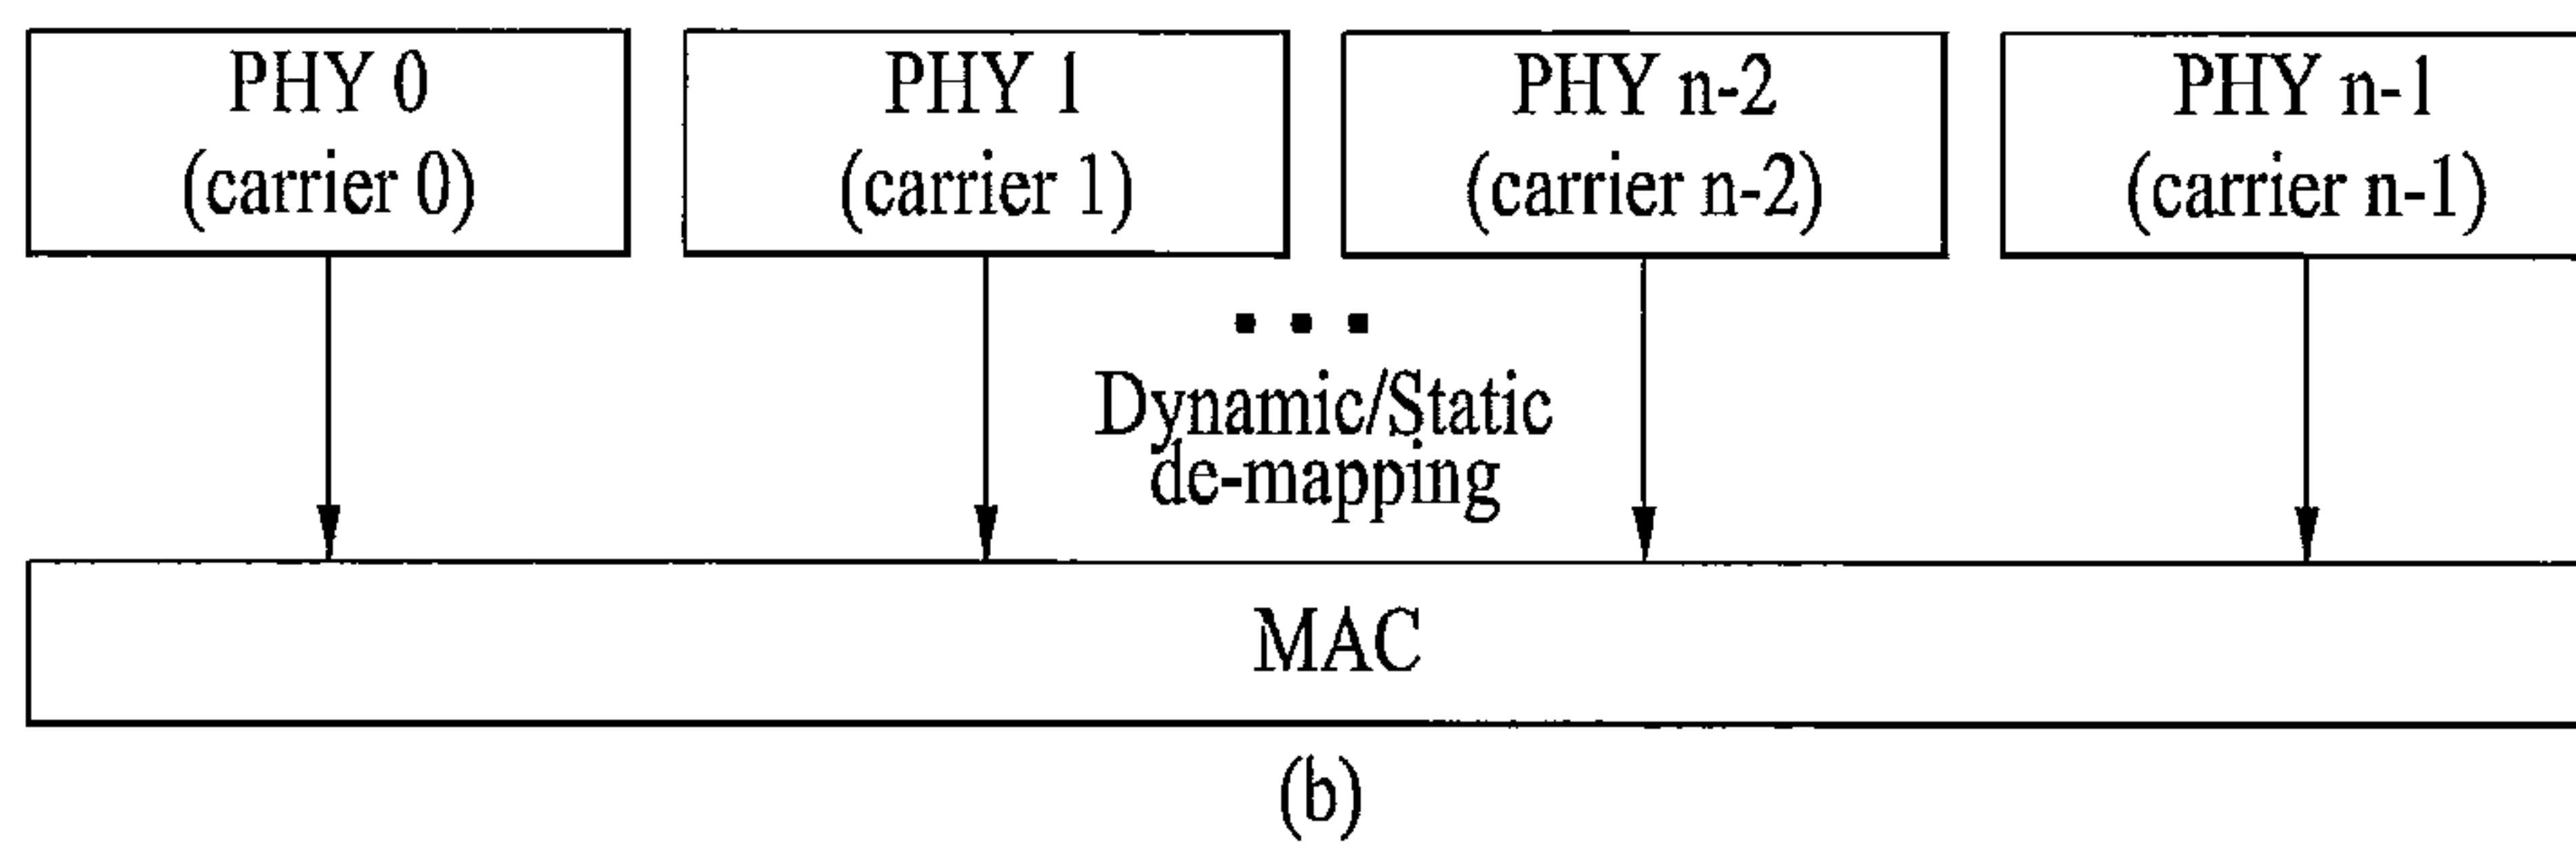 PHY 0
(carrier 0)
PHY 1
(carrier 1)
PHY n-2
(carrier n-2)
PHY n-1
(carrier n-1)
Dynamic/Static
de-mapping
MAC
(b)